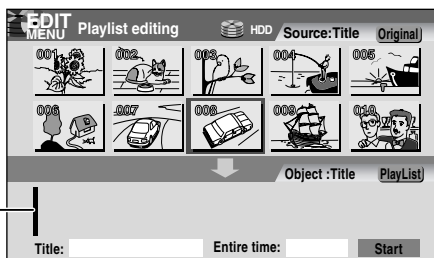 EDIT MENU Playlist editing HDD Source:Title Original
001 002 003 004 005
006 007 008 009 010
Object :Title PlayList
Title: Entire time: Start